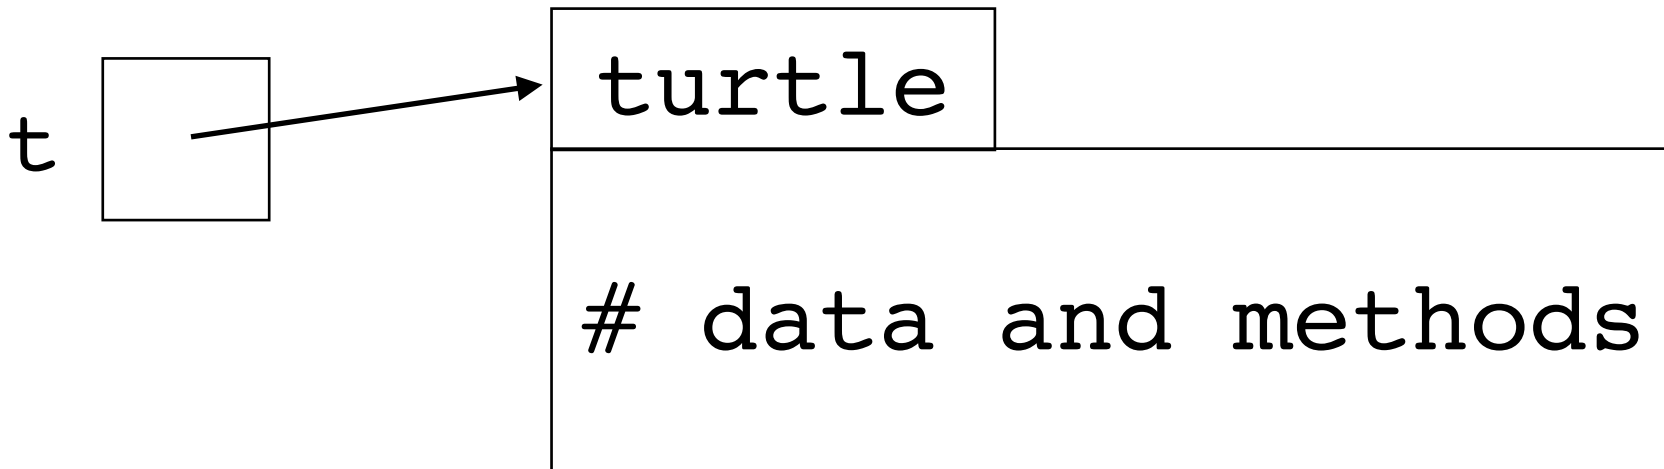 turtle
t
# data and methods